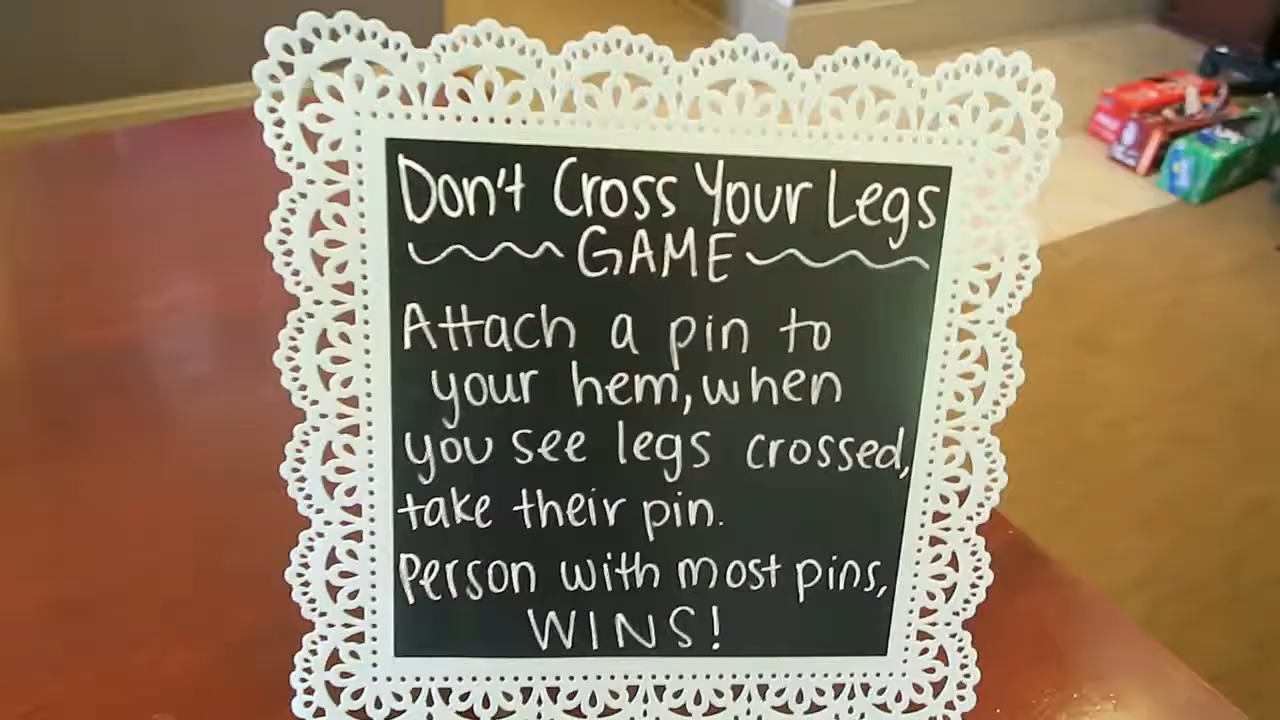 Don't Cross Your Legs
GAME
Attach a pin to
your hem, when
you see legs crossed,
take their pin.
Person with most pins,
WINS!